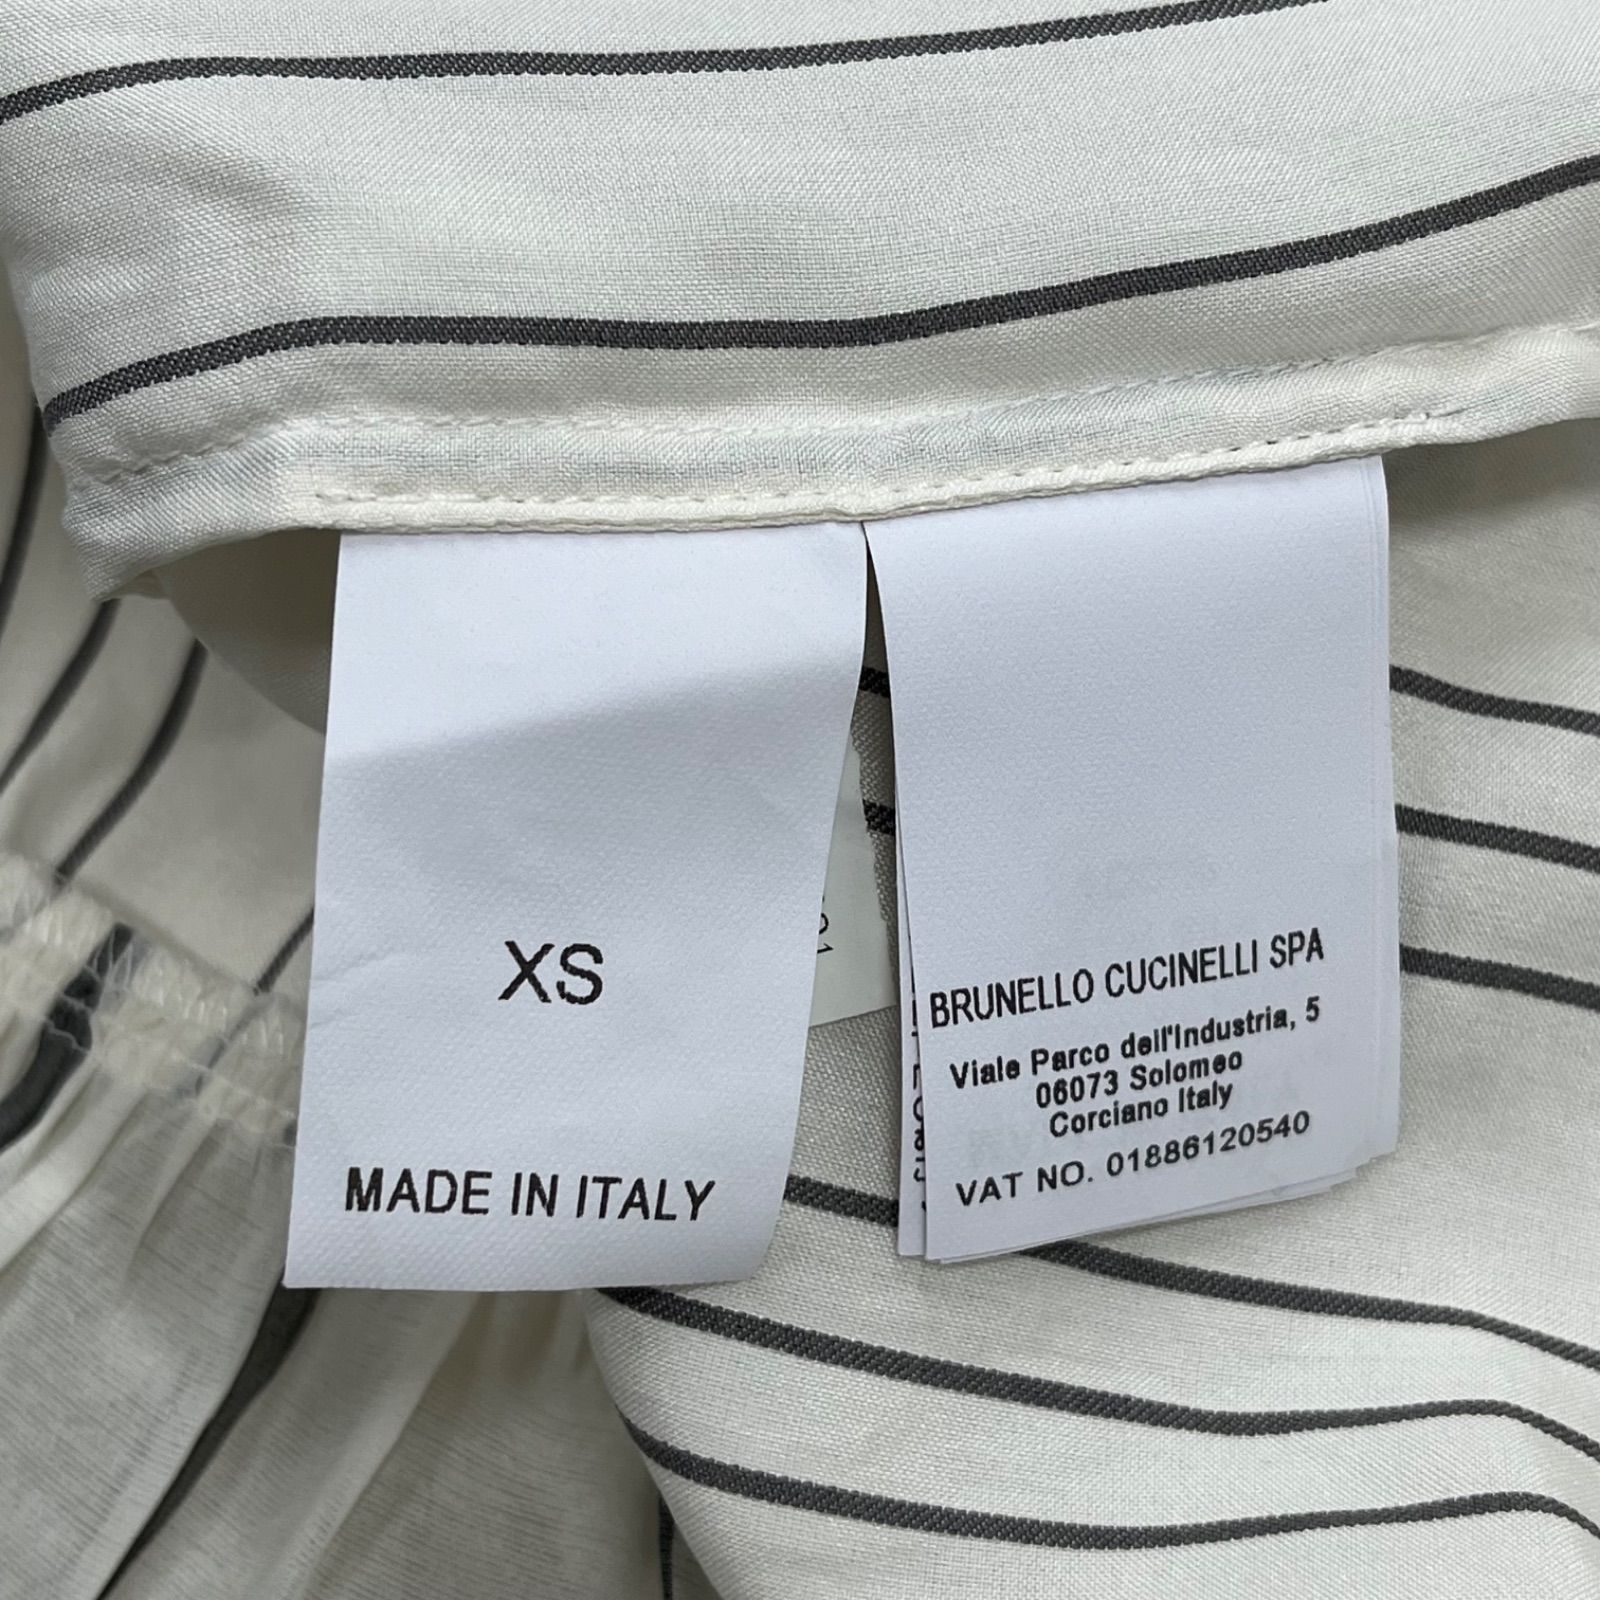 XS
MADE IN ITALY
BRUNELLO CUCINELLI SPA
Viale Parco dell'Industria, 5
06073 Solomeo
Corciano Italy
VAT NO. 01886120540